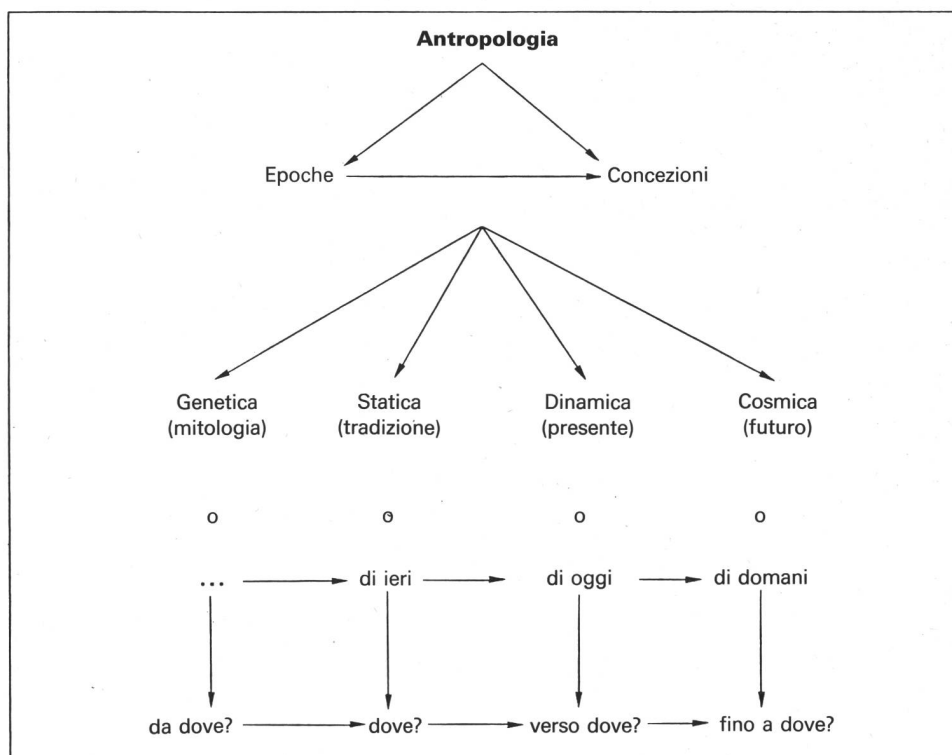 Antropologia
Epoche Concezioni
Genetica Statica Dinamica Cosmica
(mitologia) (tradizione) (presente) (futuro)
o o o o
... di ieri di oggi di domani
da dove? dove? verso dove? fino a dove?